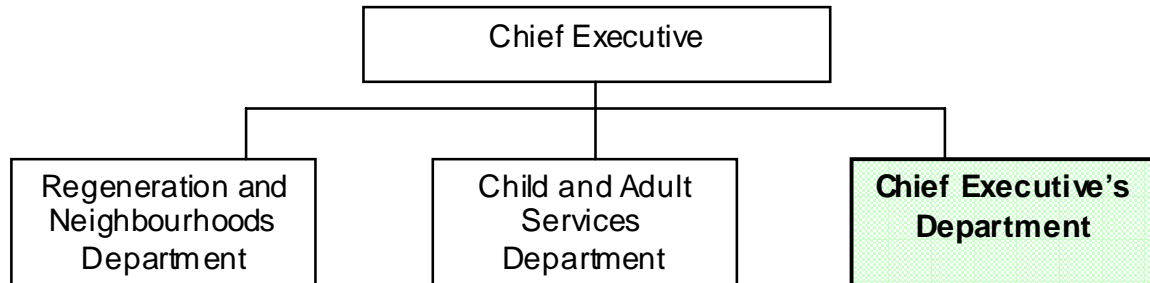 Chief Executive
Regeneration and
Neighbourhoods
Department
Child and Adult
Services
Department
Chief Executive’s
Department